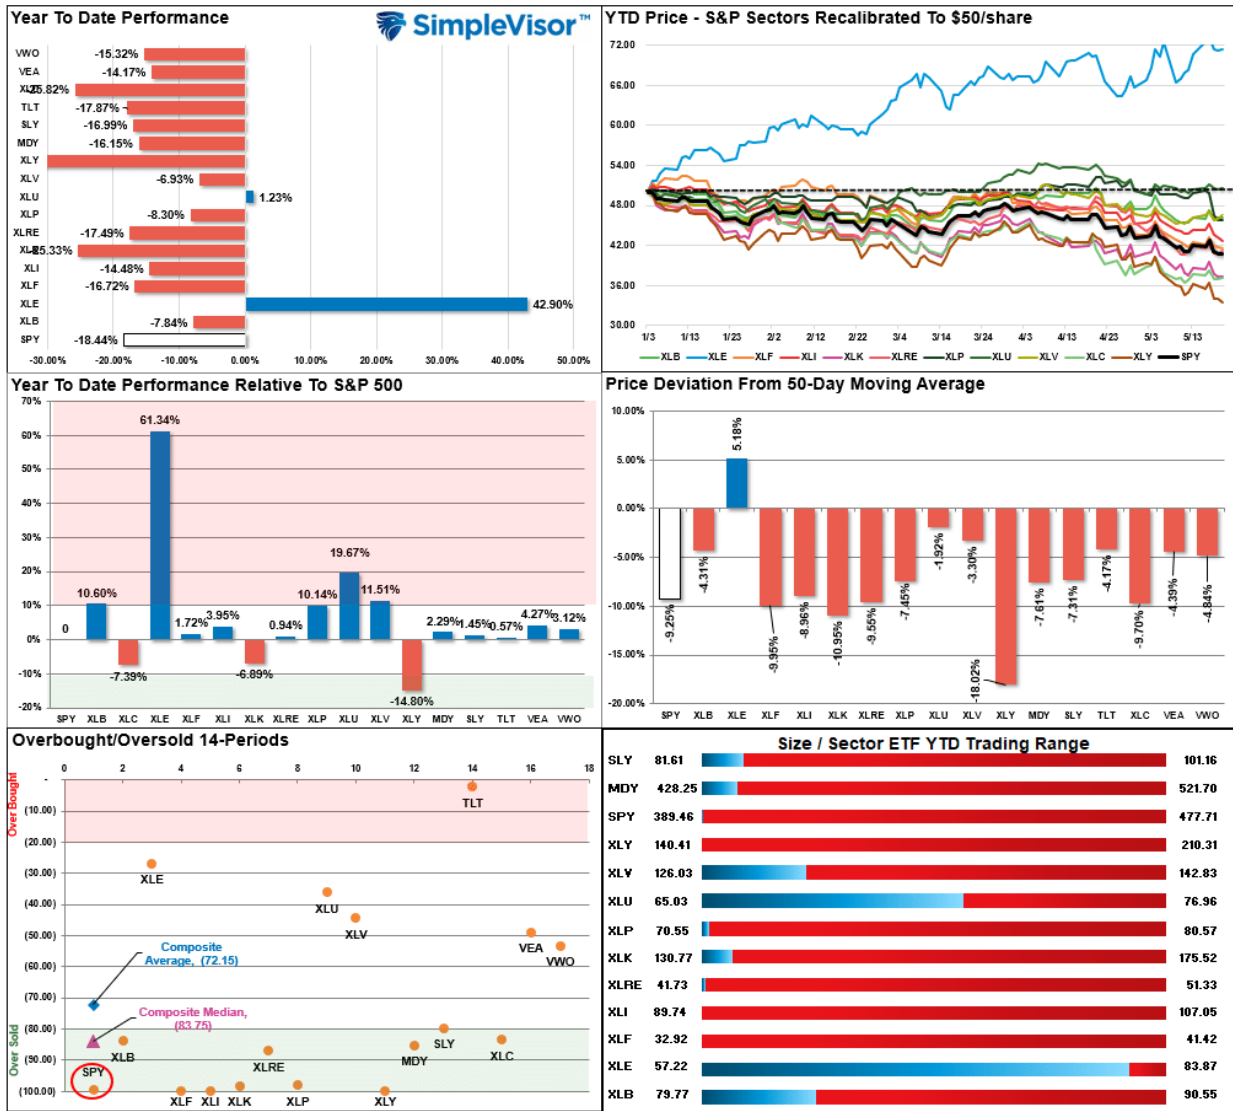 Year To Date Performance
SimpleVisor
VWO -15.32%
VEA -14.17%
-25.82%
TLT -17.87%
SLY -16.99%
MDY -16.15%
XLY
XLV -6.93%
XLU 1.23%
XLP -8.30%
XLRE -17.49%
-25.33%
XLI -14.48%
XLF -16.72%
XLE 42.90%
XLB -7.84%
SPY -18.44%
-30.00% -20.00% -10.00% 0.00% 10.00% 20.00% 30.00% 40.00% 50.00%
YTD Price - S&P Sectors Recalibrated To $50/share
72.00
66.00
60.00
54.00
48.00
42.00
36.00
30.00
1/3 1/13 1/23 2/2 2/12 2/22 3/4 3/14 3/24 4/3 4/13 4/23 5/3 5/13
XLB XLE XLF XLI XLK XLRE XLP XLU XLV XLC XLY SPY
Year To Date Performance Relative To S&P 500
70%
60%
50%
40%
30%
20%
10%
0%
-10%
-20%
0 10.60% -7.39% 61.34% 1.72% 3.95% -6.89% 0.94% 10.14% 19.67% 11.51% -14.80% 2.29% 1.45% 0.57% 4.27% 3.12%
SPY XLB XLC XLE XLF XLI XLK XLRE XLP XLU XLV XLY MDY SLY TLT VEA VWO
Price Deviation From 50-Day Moving Average
10.00%
5.00%
0.00%
-5.00%
-10.00%
-15.00%
-20.00%
-9.25% -4.31% 5.18% -9.95% -8.96% -10.95% -9.55% -7.45% -1.92% -3.30% -18.02% -7.61% -7.31% -4.17% -9.70% -4.39% -4.84%
SPY XLB XLE XLF XLI XLK XLRE XLP XLU XLV XLY MDY SLY TLT XLC VEA VWO
Overbought/Oversold 14-Periods
0 2 4 6 8 10 12 14 16 18
Over Bought
Over Sold
-
(10.00)
(20.00)
(30.00)
(40.00)
(50.00)
(60.00)
(70.00)
(80.00)
(90.00)
(100.00)
TLT
XLE
XLU
XLV
VEA
VWO
Composite
Average, (72.15)
Composite Median,
(83.75)
XLB
SPY
XLRE
MDY
SLY
XLC
XLF XLI XLK XLP XLY
Size / Sector ETF YTD Trading Range
SLY 81.61 101.16
MDY 428.25 521.70
SPY 389.46 477.71
XLY 140.41 210.31
XLV 126.03 142.83
XLU 65.03 76.96
XLP 70.55 80.57
XLK 130.77 175.52
XLRE 41.73 51.33
XLI 89.74 107.05
XLF 32.92 41.42
XLE 57.22 83.87
XLB 79.77 90.55